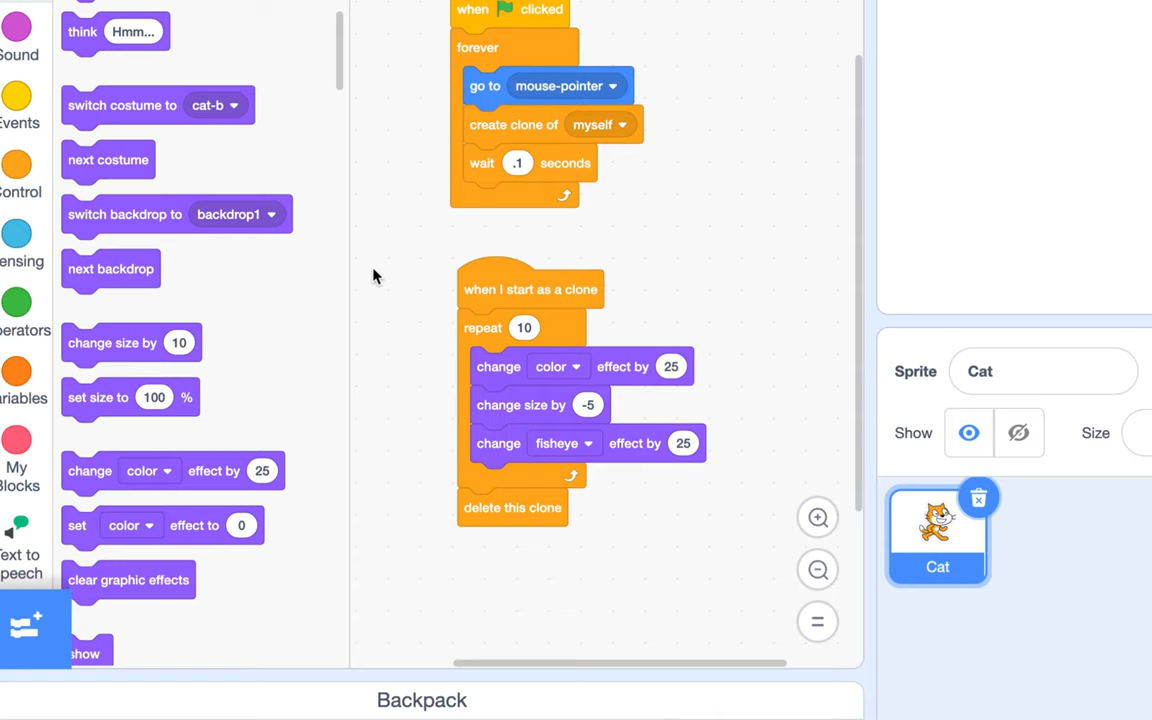 think Hmm...
switch costume to cat-b
next costume
switch backdrop to backdrop1
next backdrop
change size by 10
set size to 100 %
change color effect by 25
set color effect to 0
clear graphic effects
show
Sound
Events
Control
ensing
perators
ariables
My
Blocks
Text to
peech
when clicked
forever
go to mouse-pointer
create clone of myself
wait .1 seconds
when I start as a clone
repeat 10
change color effect by 25
change size by -5
change fisheye effect by 25
delete this clone
Backpack
Sprite Cat
Show
Size
Cat